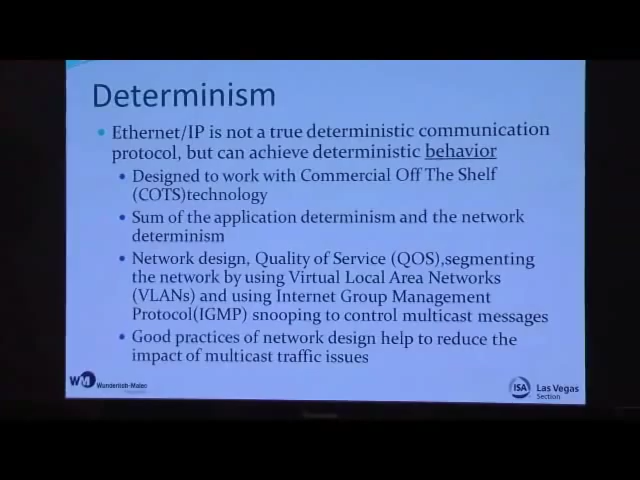 Determinism
• Ethernet/IP is not a true deterministic communication
protocol, but can achieve deterministic behavior
• Designed to work with Commercial Off The Shelf
(COTS)technology
• Sum of the application determinism and the network
determinism
• Network design, Quality of Service (QOS),segmenting
the network by using Virtual Local Area Networks
(VLANs) and using Internet Group Management
Protocol(IGMP) snooping to control multicast messages
• Good practices of network design help to reduce the
impact of multicast traffic issues
WM Wunderlich-Malec
ISA Las Vegas
Section